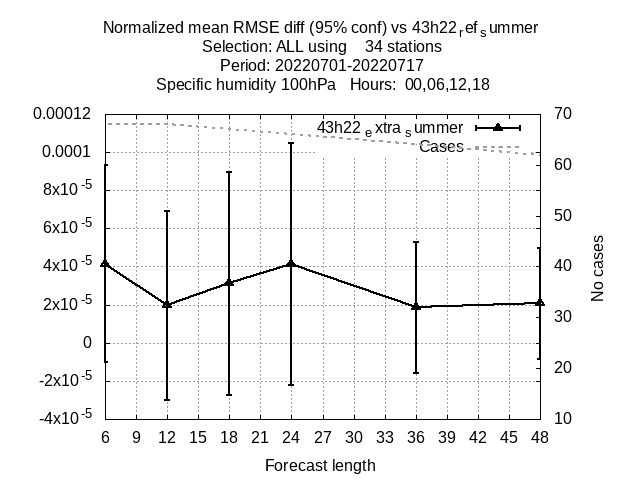 Normalized mean RMSE diff (95% conf) vs 43h22refsummer
Selection: ALL using 34 stations
Period: 20220701-20220717
Specific humidity 100hPa Hours: 00,06,12,18
43h22extrasummer
Cases
0.00012
0.0001
8x10-5
6x10-5
4x10-5
2x10-5
0
-2x10-5
-4x10-5
70
60
50
40
30
20
10
No cases
6 9 12 15 18 21 24 27 30 33 36 39 42 45 48
Forecast length